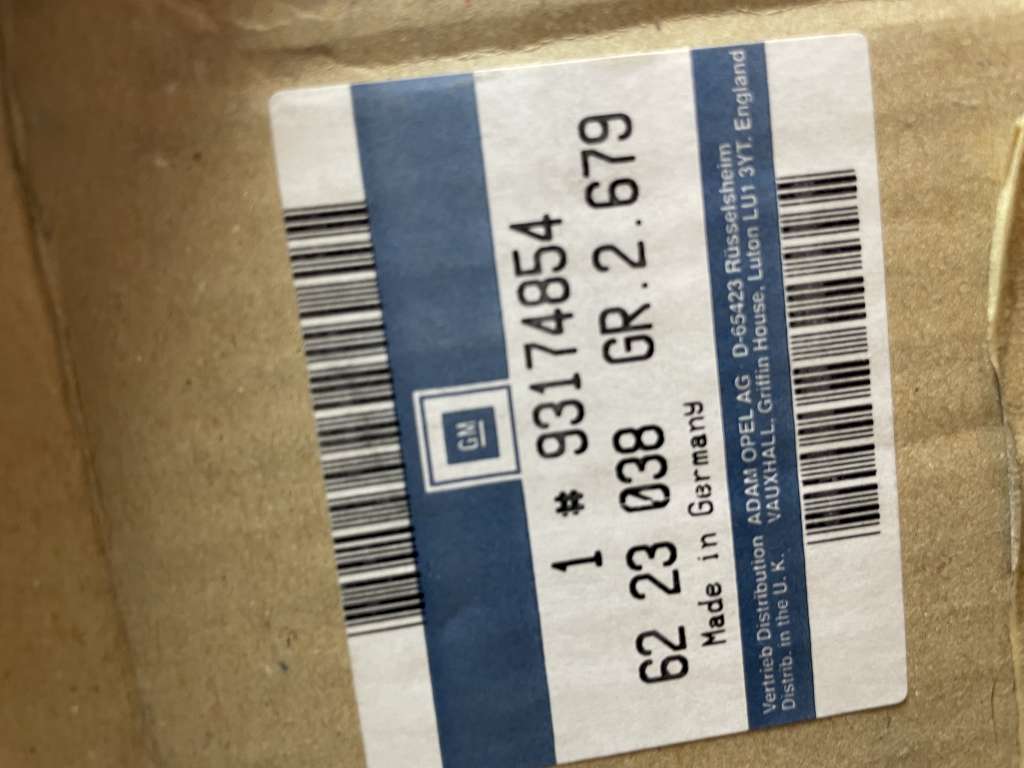 GM
1 # 93174854
62 23 038 GR.2.679
Made in Germany
Vertrieb Distribution ADAM OPEL AG D-65423 Rüsselsheim
Distrib. in the U. K. VAUXHALL, Griffin House, Luton LU1 3YT, England